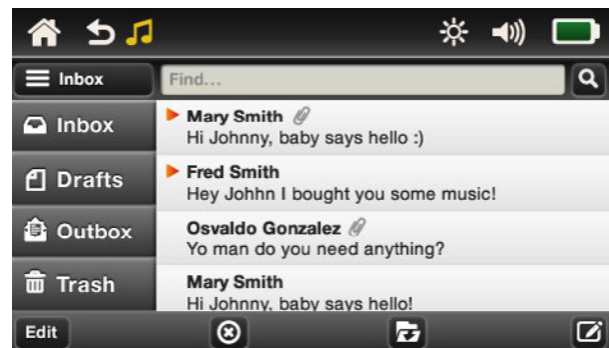 Inbox
Find...
Inbox
Drafts
Outbox
Trash
Mary Smith
Hi Johnny, baby says hello :)
Fred Smith
Hey Johhn I bought you some music!
Osvaldo Gonzalez
Yo man do you need anything?
Mary Smith
Hi Johnny, baby says hello!
Edit